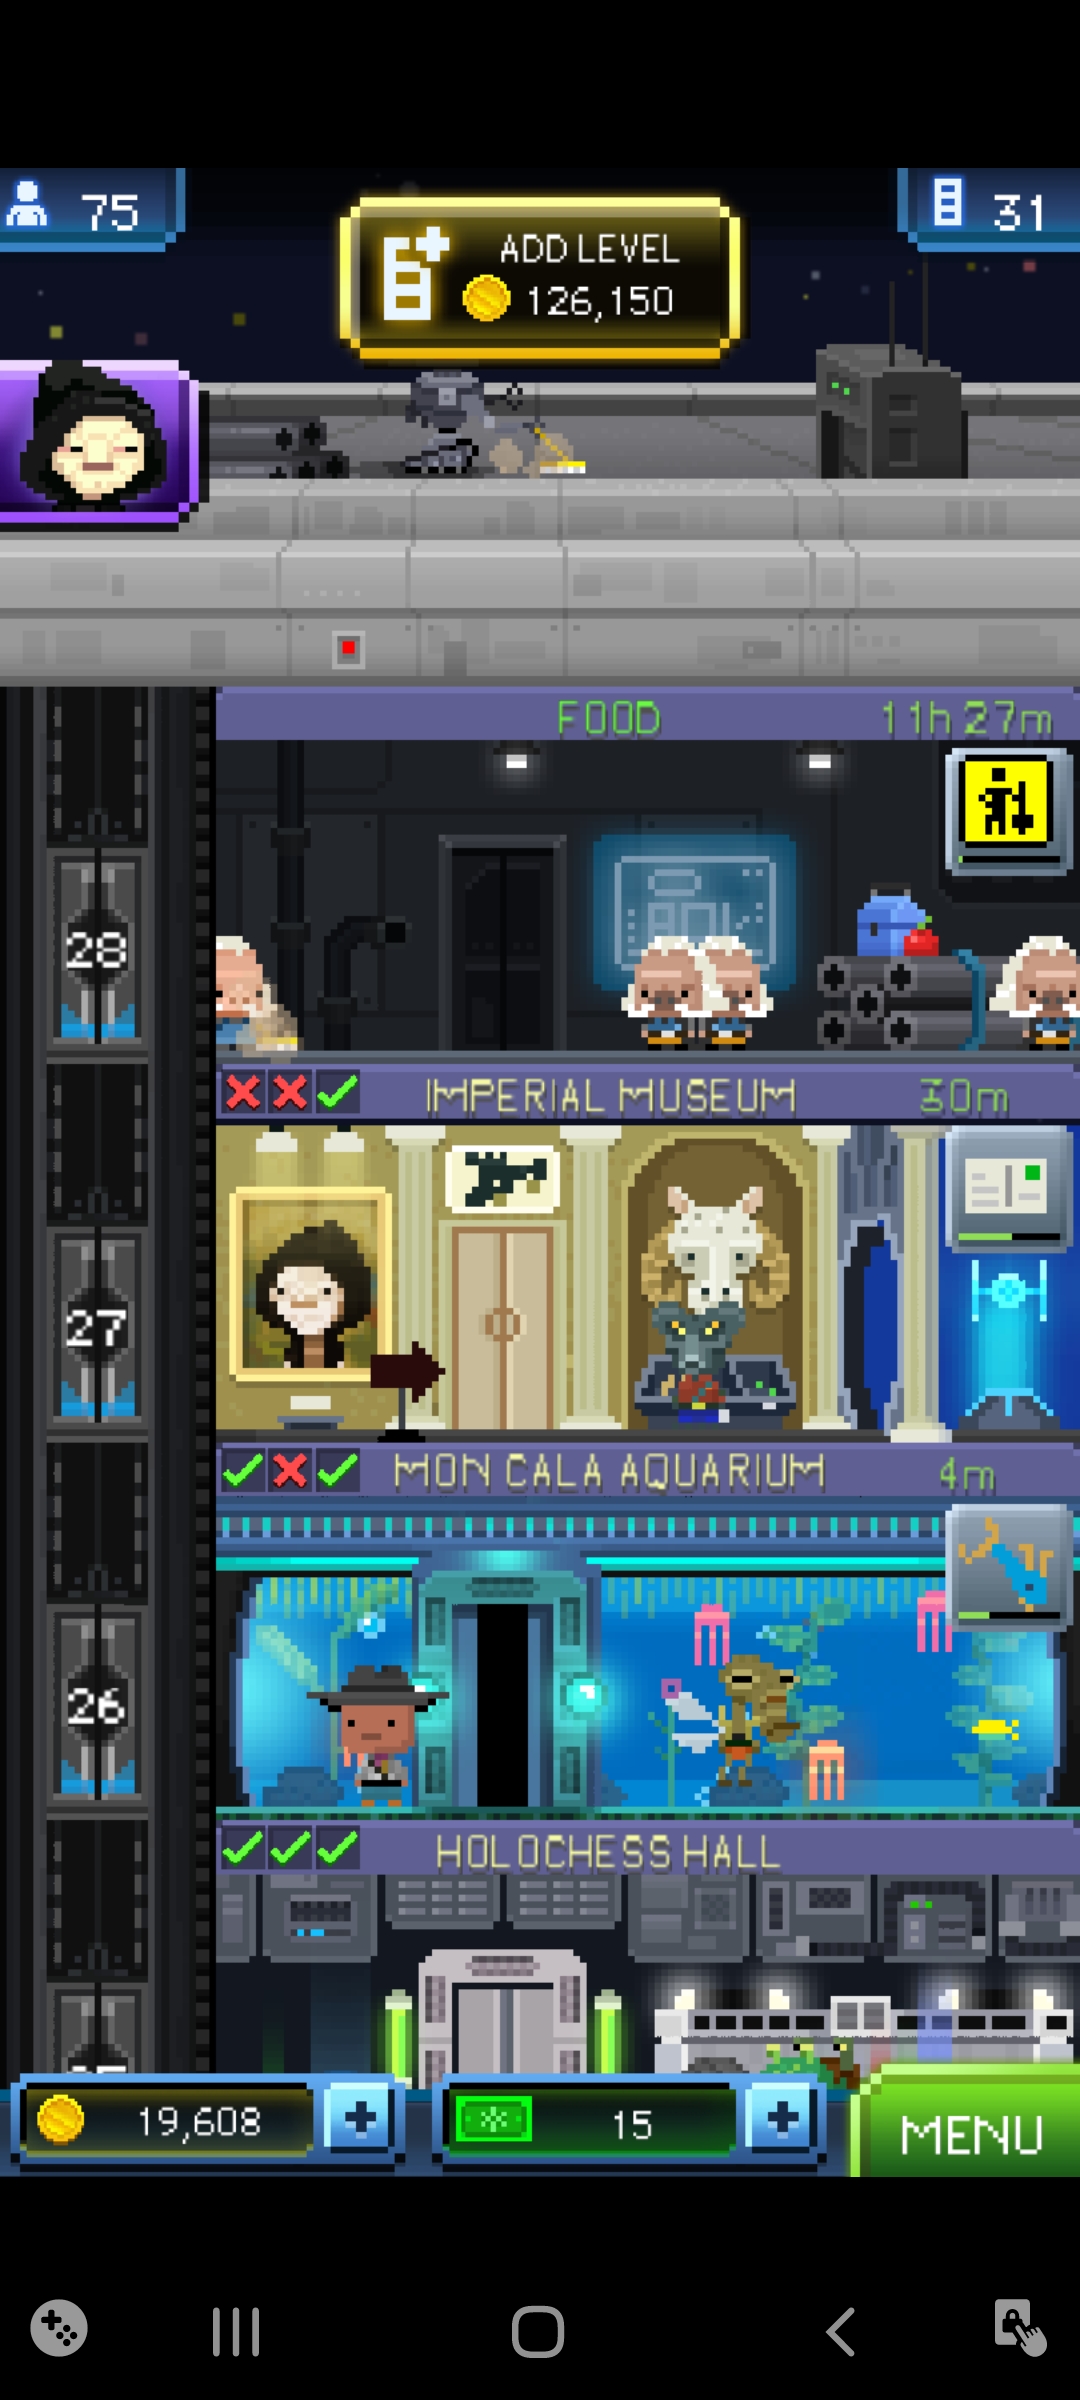 75
ADD LEVEL
126,150
31
FOOD
11h 27m
28
IMPERIAL MUSEUM
30m
27
MON CALA AQUARIUM
4m
26
HOLOCHESS HALL
19,608
15
MENU